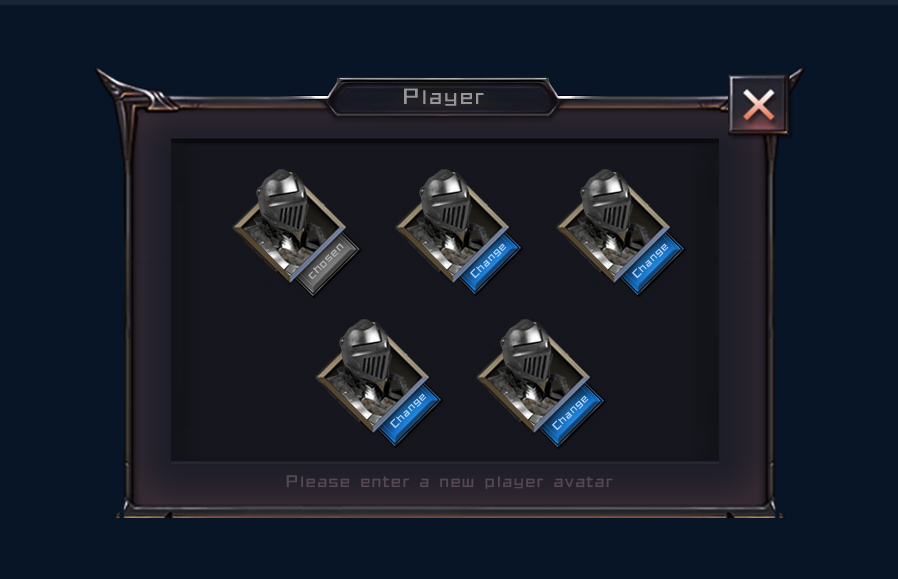 Player
chosen
Change
Change
Change
Change
Please enter a new player avatar